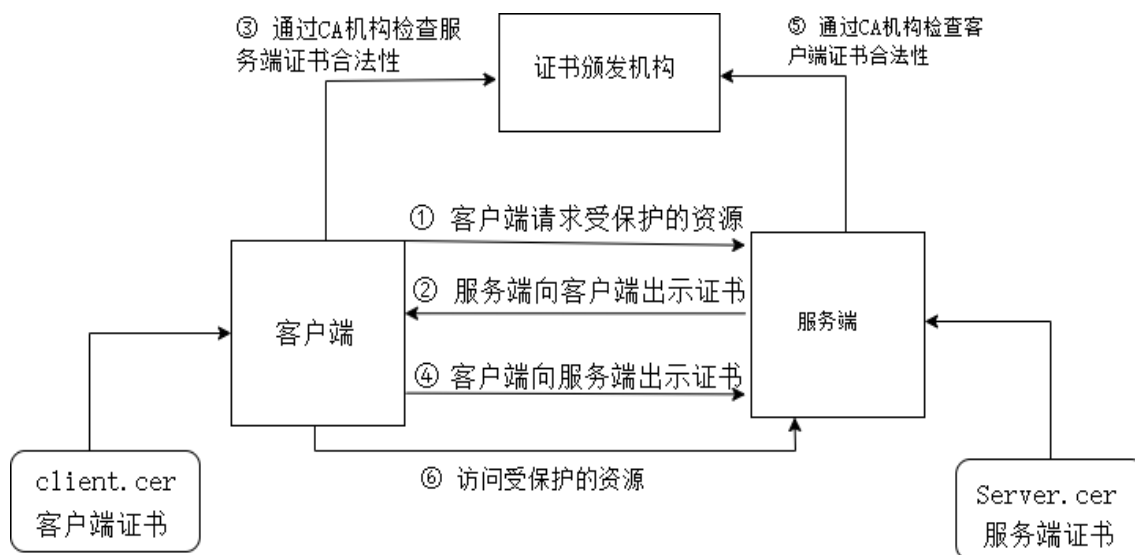 ③ 通过CA机构检查服
务端证书合法性
证书颁发机构
⑤ 通过CA机构检查客
户端证书合法性
① 客户端请求受保护的资源
② 服务端向客户端出示证书
客户端
服务端
④ 客户端向服务端出示证书
⑥ 访问受保护的资源
client.cer
客户端证书
Server.cer
服务端证书